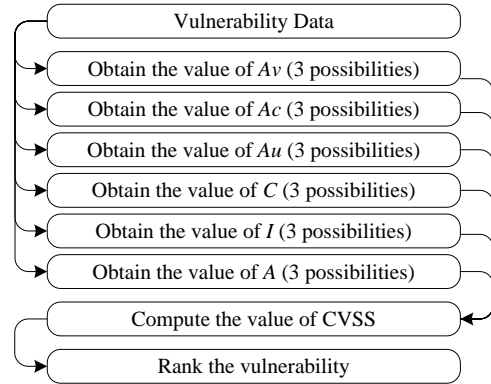 Vulnerability Data
Obtain the value of Av (3 possibilities)
Obtain the value of Ac (3 possibilities)
Obtain the value of Au (3 possibilities)
Obtain the value of C (3 possibilities)
Obtain the value of I (3 possibilities)
Obtain the value of A (3 possibilities)
Compute the value of CVSS
Rank the vulnerability